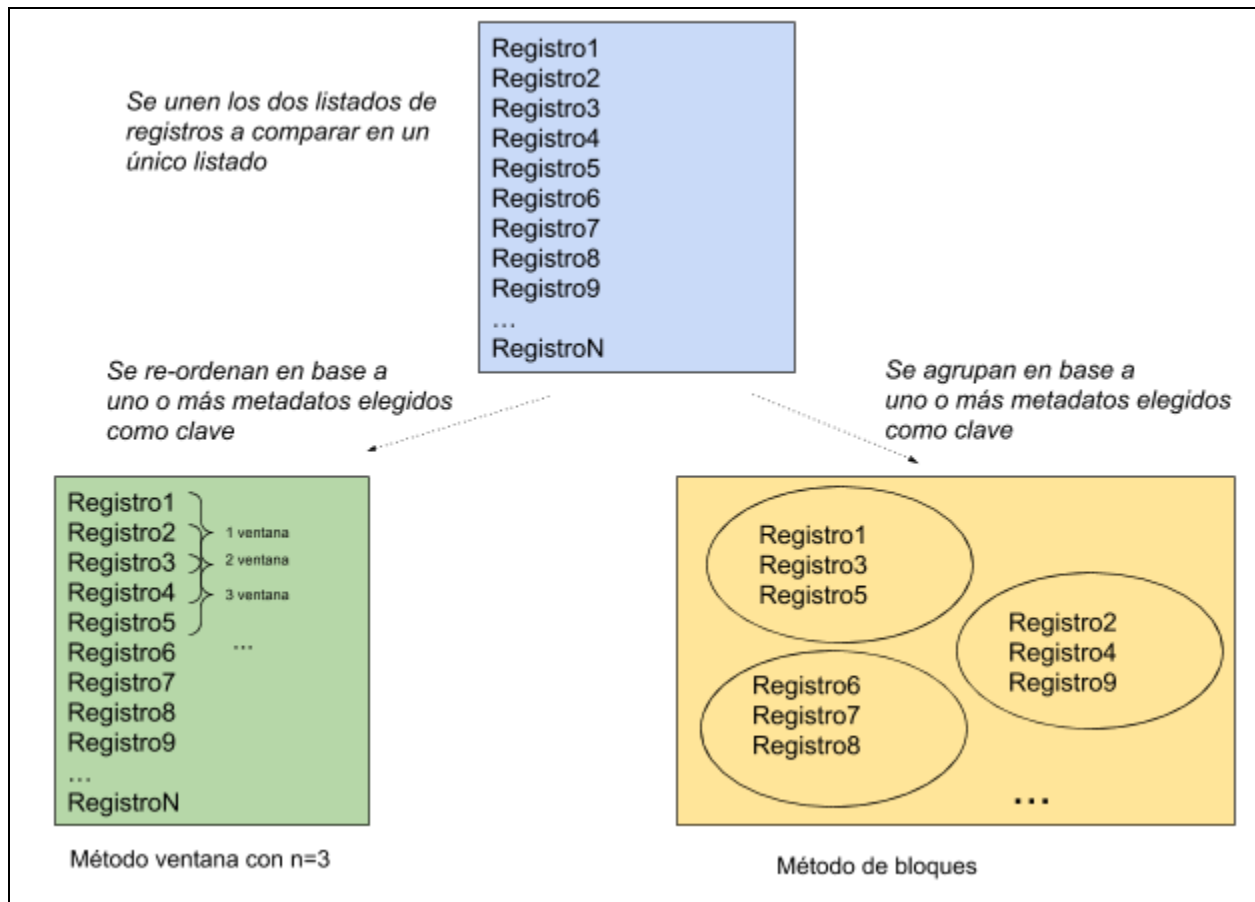 Registro1
Registro2
Registro3
Registro4
Registro5
Registro6
Registro7
Registro8
Registro9
...
RegistroN
Se unen los dos listados de
registros a comparar en un
único listado
Se re-ordenan en base a
uno o más metadatos elegidos
como clave
Se agrupan en base a
uno o más metadatos elegidos
como clave
Registro1
Registro2
Registro3
Registro4
Registro5
Registro6
Registro7
Registro8
Registro9
...
RegistroN
1 ventana
2 ventana
3 ventana
...
Método ventana con n=3
Registro1
Registro3
Registro5
Registro2
Registro4
Registro9
Registro6
Registro7
Registro8
...
Método de bloques